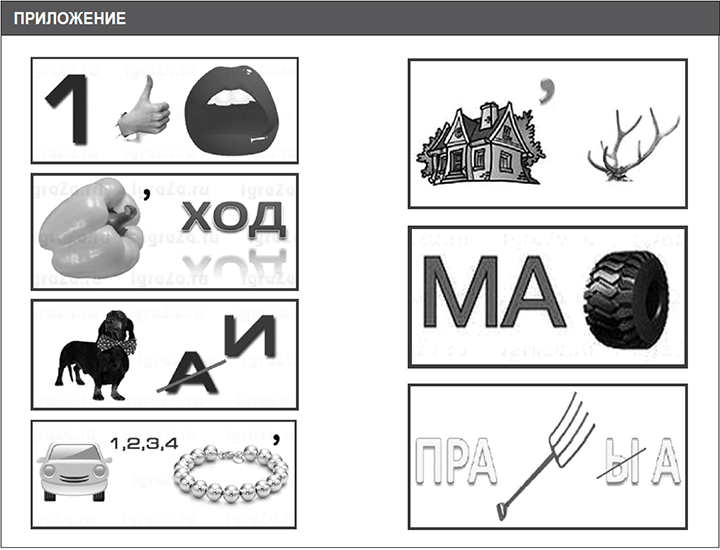 ПРИЛОЖЕНИЕ
1
,
ХОД
А И
1,2,3,4
,
,
МА
ПРА Ы А